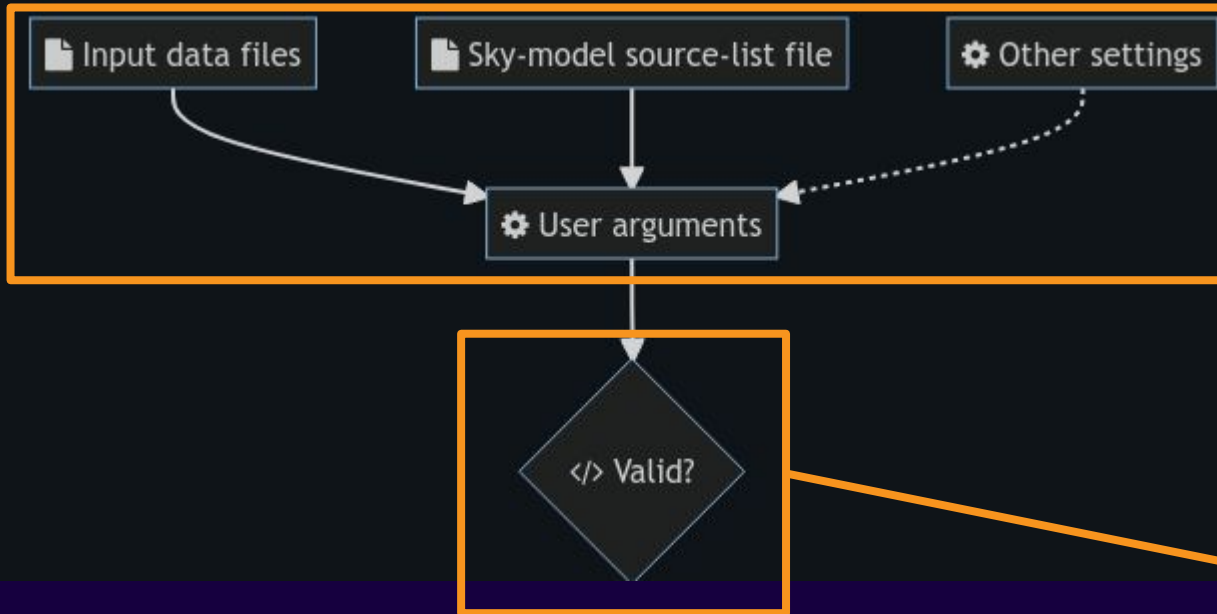 Input data files
Sky-model source-list file
Other settings
User arguments
</> Valid?